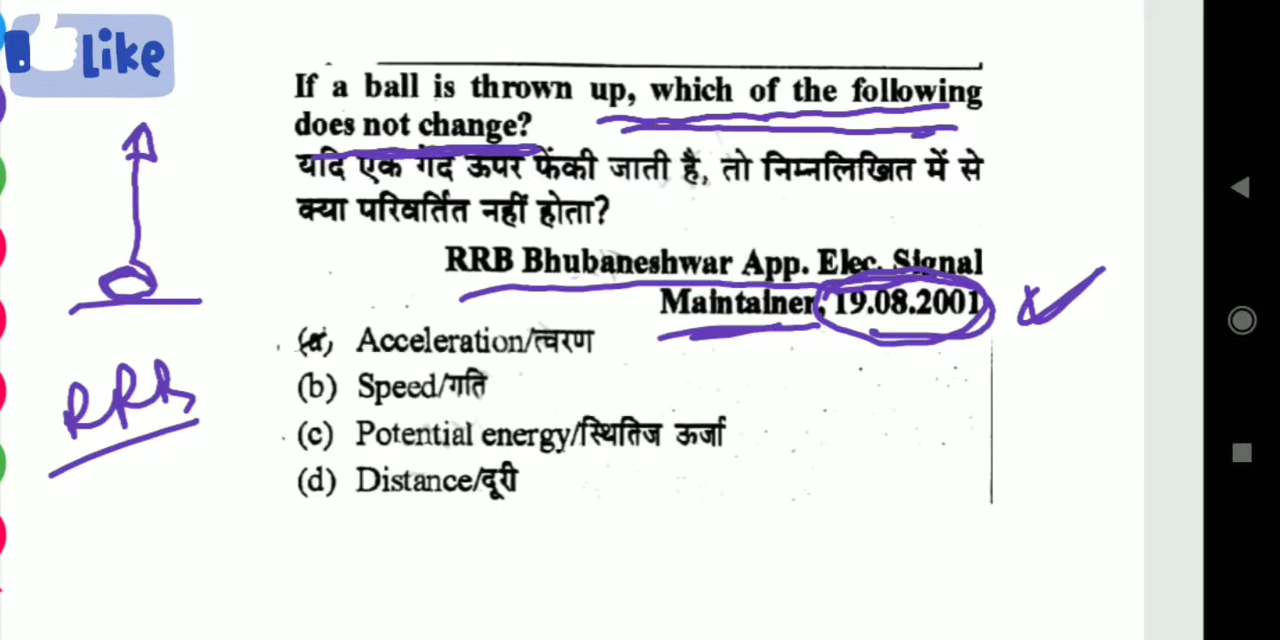 Like
If a ball is thrown up, which of the following
does not change?
यदि एक गेंद ऊपर फेंकी जाती है, तो निम्नलिखित में से
क्या परिवर्तित नहीं होता?
RRB Bhubaneshwar App. Elec. Signal
Maintainer, 19.08.2001
(a) Acceleration/त्वरण
(b) Speed/गति
(c) Potential energy/स्थितिज ऊर्जा
(d) Distance/दूरी
RRB